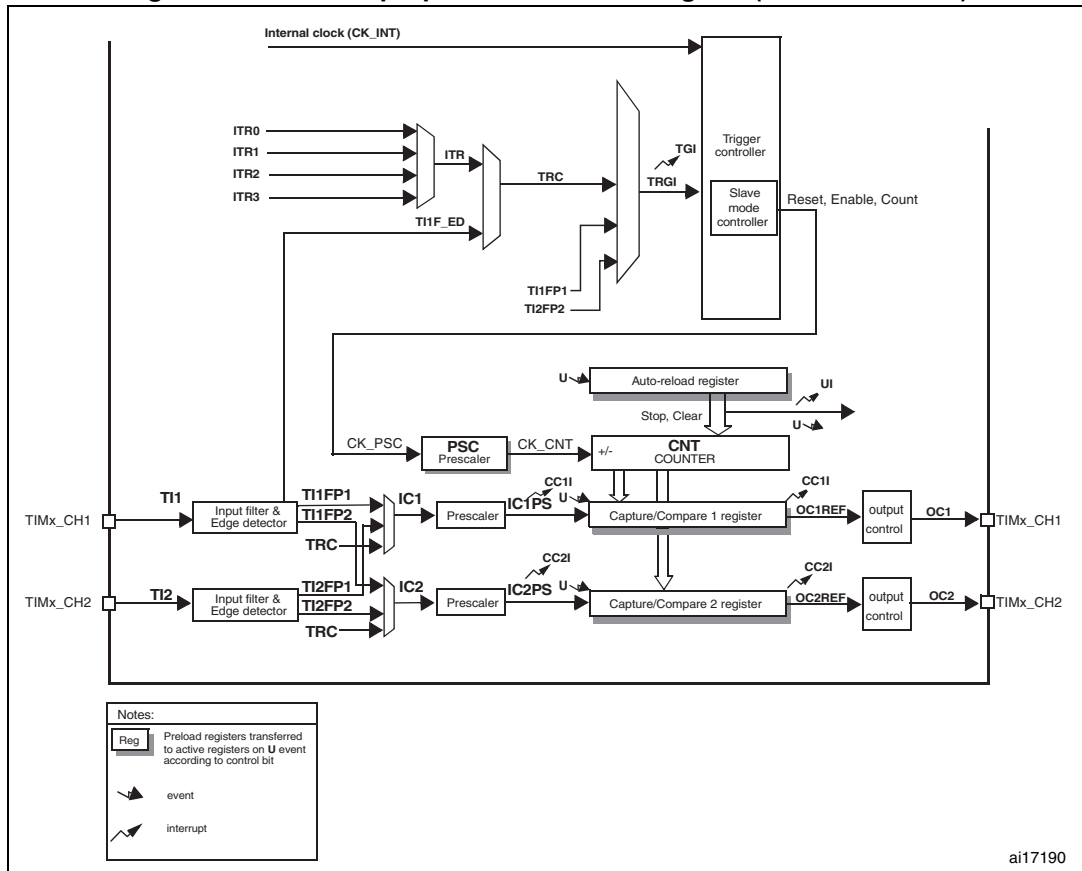 Internal clock (CK_INT)
ITR0
ITR1
ITR2
ITR3
ITR
TI1F_ED
TRC
TGI
TRGI
Trigger
controller
Slave
mode
controller
Reset, Enable, Count
TI1FP1
TI2FP2
U
Auto-reload register
UI
Stop, Clear
U
CK_PSC
PSC
Prescaler
CK_CNT
+/-
CNT
COUNTER
TIMx_CH1
TI1
Input filter &
Edge detector
TI1FP1
TI1FP2
TRC
IC1
Prescaler
CC1I
IC1PS
U
Capture/Compare 1 register
CC1I
OC1REF
output
control
OC1
TIMx_CH1
TIMx_CH2
TI2
Input filter &
Edge detector
TI2FP1
TI2FP2
TRC
IC2
Prescaler
CC2I
IC2PS
U
Capture/Compare 2 register
CC2I
OC2REF
output
control
OC2
TIMx_CH2
Notes:
Reg
Preload registers transferred
to active registers on U event
according to control bit
event
interrupt
ai17190